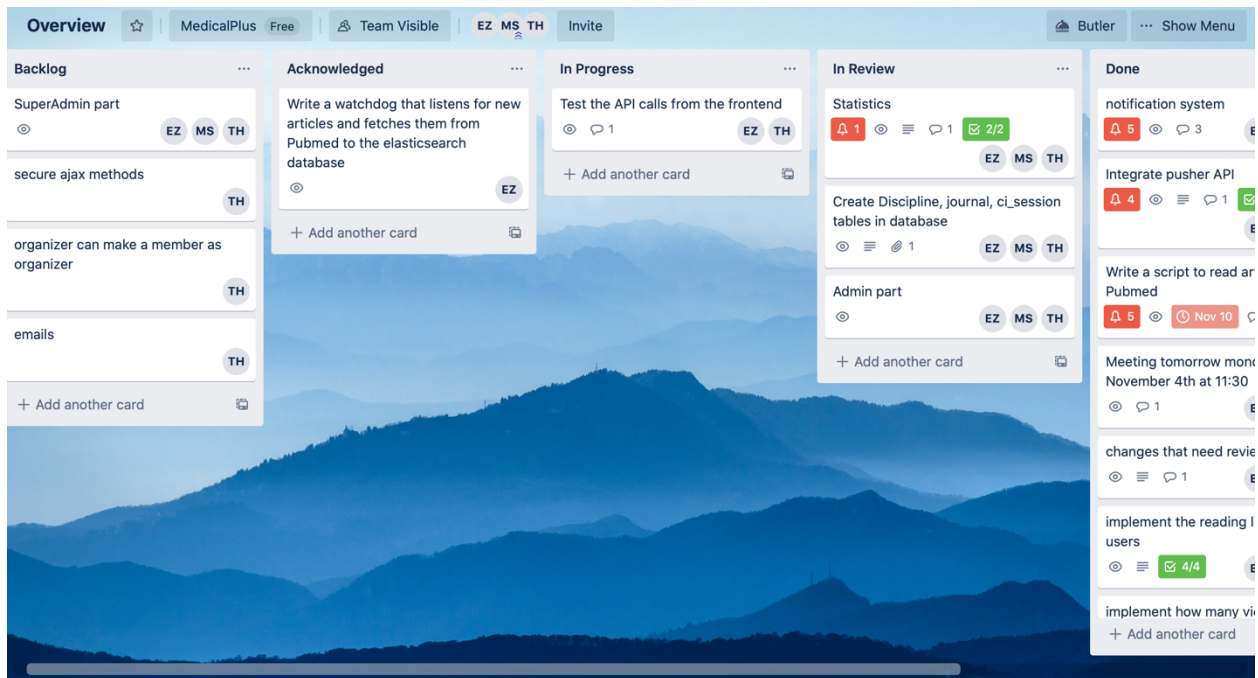 Overview
MedicalPlus Free
Team Visible
EZ MS TH
Invite
Butler
··· Show Menu
Backlog
SuperAdmin part
EZ MS TH
secure ajax methods
TH
organizer can make a member as
organizer
TH
emails
TH
+ Add another card
Acknowledged
Write a watchdog that listens for new
articles and fetches them from
Pubmed to the elasticsearch
database
EZ
+ Add another card
In Progress
Test the API calls from the frontend
1
EZ TH
+ Add another card
In Review
Statistics
1 1 2/2
EZ MS TH
Create Discipline, journal, ci_session
tables in database
1
EZ MS TH
Admin part
EZ MS TH
+ Add another card
Done
notification system
5 3
Integrate pusher API
4 1
Write a script to read
Pubmed
5 Nov 10
Meeting tomorrow
November 4th at 11:30
1
changes that need
1
implement the reading
users
4/4
implement how many
+ Add another card